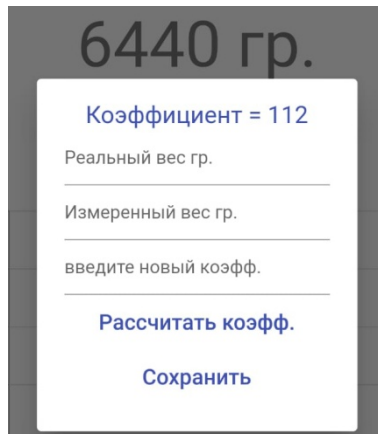 6440 гр.
Коэффициент = 112
Реальный вес гр.
Измеренный вес гр.
введите новый коэфф.
Рассчитать коэфф.
Сохранить